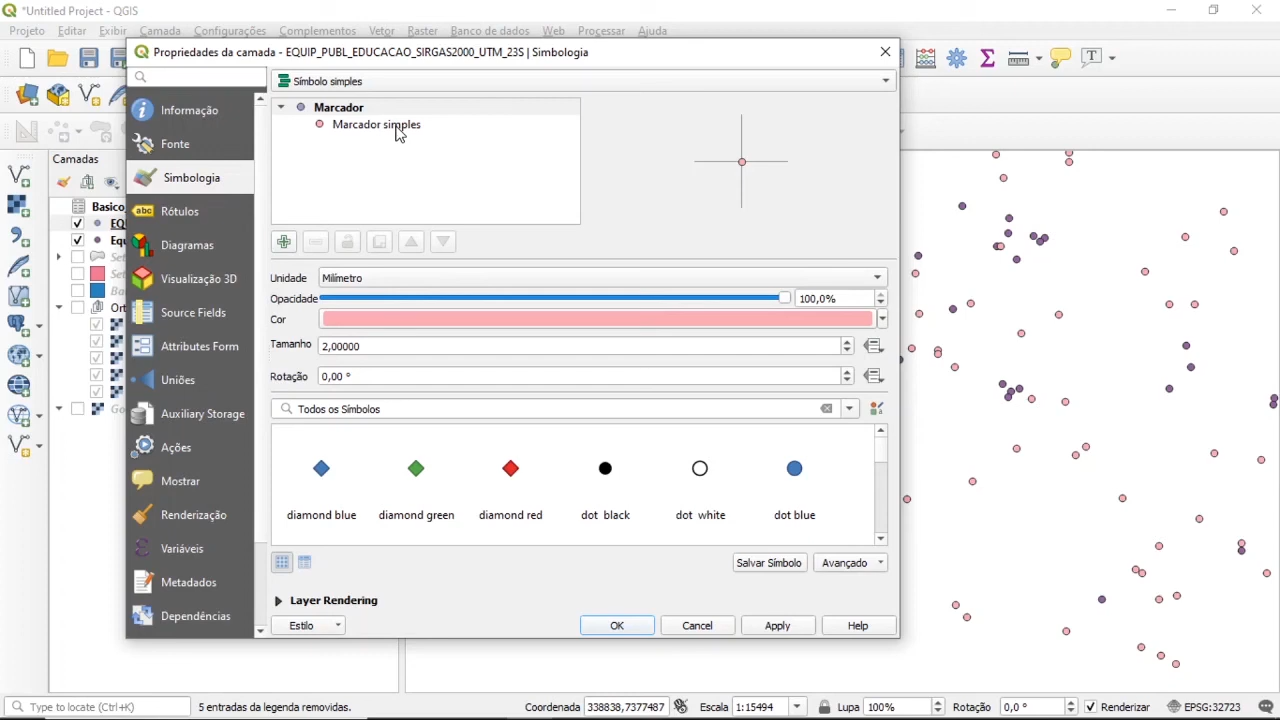 *Untitled Project - QGIS
Projeto Editar Exibir Camada Configurações Complementos Vetor Raster Banco de dados Web Processar Ajuda
Propriedades da camada - EQUIP_PUBL_EDUCACAO_SIRGAS2000_UTM_23S | Simbologia
Símbolo simples
Informação
Fonte
Simbologia
abc Rótulos
Diagramas
Visualização 3D
Source Fields
Attributes Form
Uniões
Auxiliary Storage
Ações
Mostrar
Renderização
Variáveis
Metadados
Dependências
Marcador
Marcador simples
Camadas
Basico
Unidade Milímetro
Opacidade 100,0%
Cor
Tamanho 2,00000
Rotação 0,00 °
Todos os Símbolos
diamond blue diamond green diamond red dot black dot white dot blue
Salvar Símbolo Avançado
Layer Rendering
Estilo OK Cancel Apply Help
Type to locate (Ctrl+K) 5 entradas da legenda removidas. Coordenada 338838,7377487 Escala 1:15494 Lupa 100% Rotação 0,0 ° Renderizar EPSG:32723